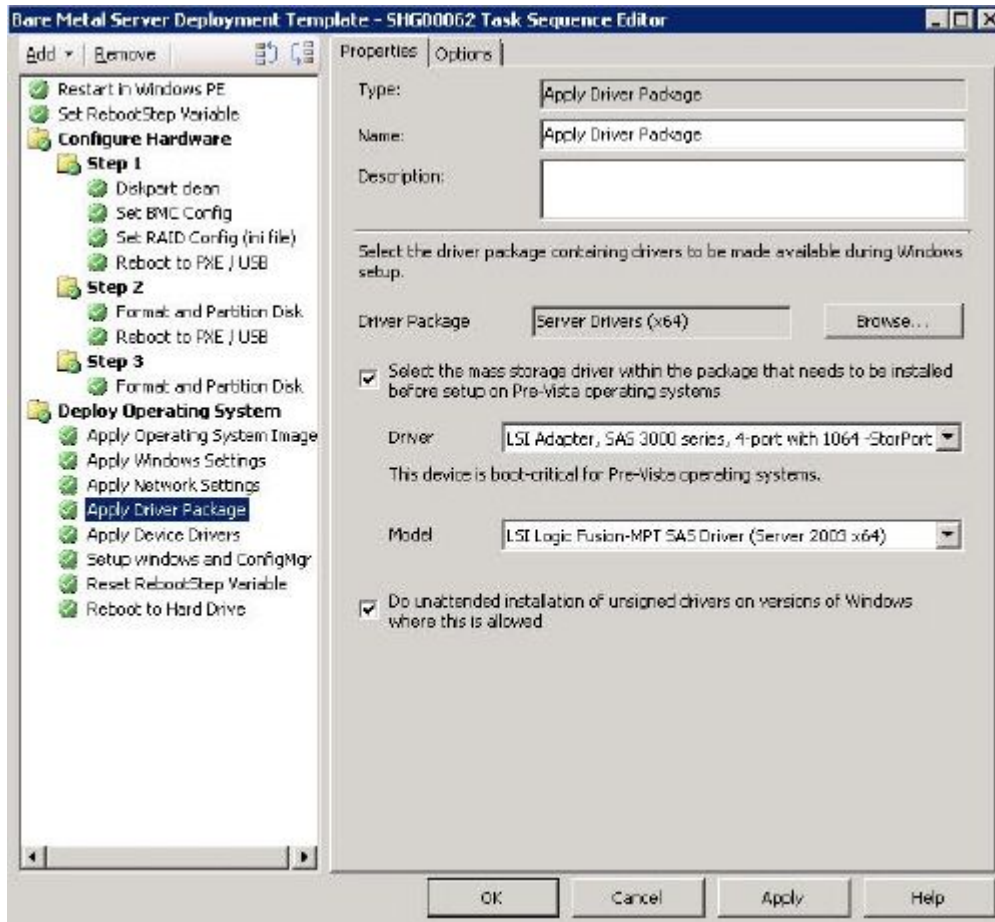 Bare Metal Server Deployment Template - SHG00062 Task Sequence Editor
Add
Remove
Restart in Windows PE
Set RebootStep Variable
Configure Hardware
Step 1
Diskpart clean
Set BMC Config
Set RAID Config (ini file)
Reboot to PXE / USB
Step 2
Format and Partition Disk
Reboot to PXE / USB
Step 3
Format and Partition Disk
Deploy Operating System
Apply Operating System Image
Apply Windows Settings
Apply Network Settings
Apply Driver Package
Apply Device Drivers
Setup windows and ConfigMgr
Reset RebootStep Variable
Reboot to Hard Drive
Properties
Options
Type:
Apply Driver Package
Name:
Apply Driver Package
Description:
Select the driver package containing drivers to be made available during Windows
setup.
Driver Package
Server Drivers (x64)
Browse...
Select the mass storage driver within the package that needs to be installed
before setup on Pre-Vista operating systems
Driver
LSI Adapter, SAS 3000 series, 4-port with 1064 -StorPort
This device is boot-critical for Pre-Vista operating systems.
Model
LSI Logic Fusion-MPT SAS Driver (Server 2003 x64)
Do unattended installation of unsigned drivers on versions of Windows
where this is allowed
OK
Cancel
Apply
Help